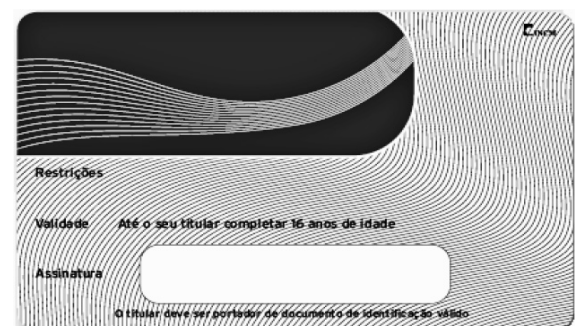 INCM
Restrições
Validade Até o seu titular completar 16 anos de idade
Assinatura
O titular deve ser portador de documento de identificação válido